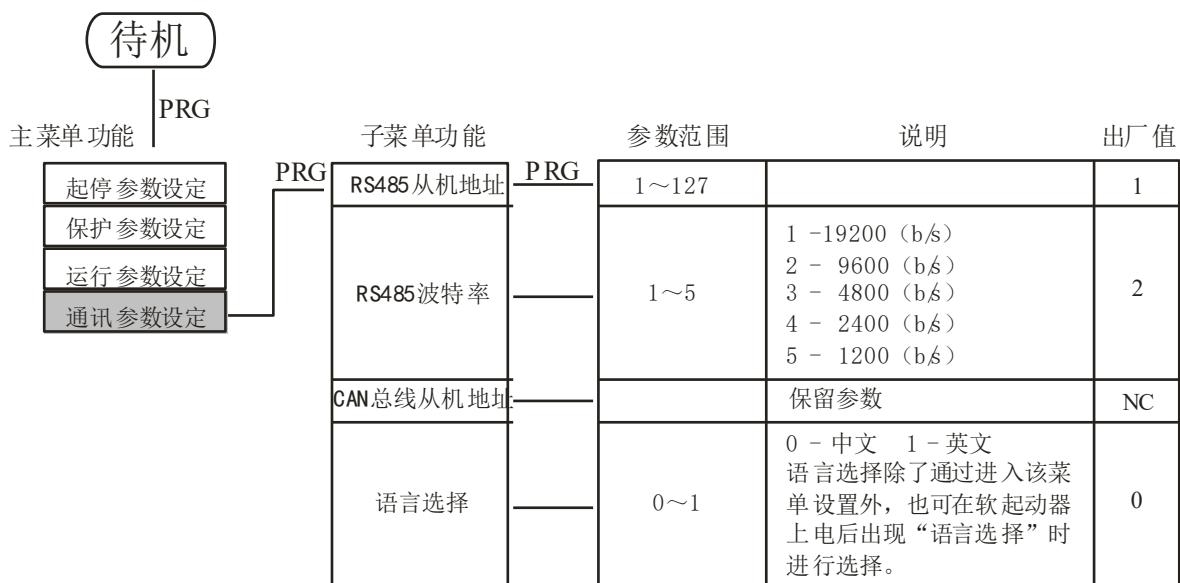 待机
PRG
主菜单功能 子菜单功能 参数范围 说明 出厂值
起停参数设定 PRG RS485从机地址 PRG 1～127 1
保护参数设定
运行参数设定
通讯参数设定
RS485波特率 1～5 2
1 -19200（b/s）
2 - 9600（b/s）
3 - 4800（b/s）
4 - 2400（b/s）
5 - 1200（b/s）
CAN总线从机地址 保留参数 NC
语言选择 0～1 0
0 - 中文 1 - 英文
语言选择除了通过进入该菜
单设置外，也可在软起动器
上电后出现“语言选择”时
进行选择。